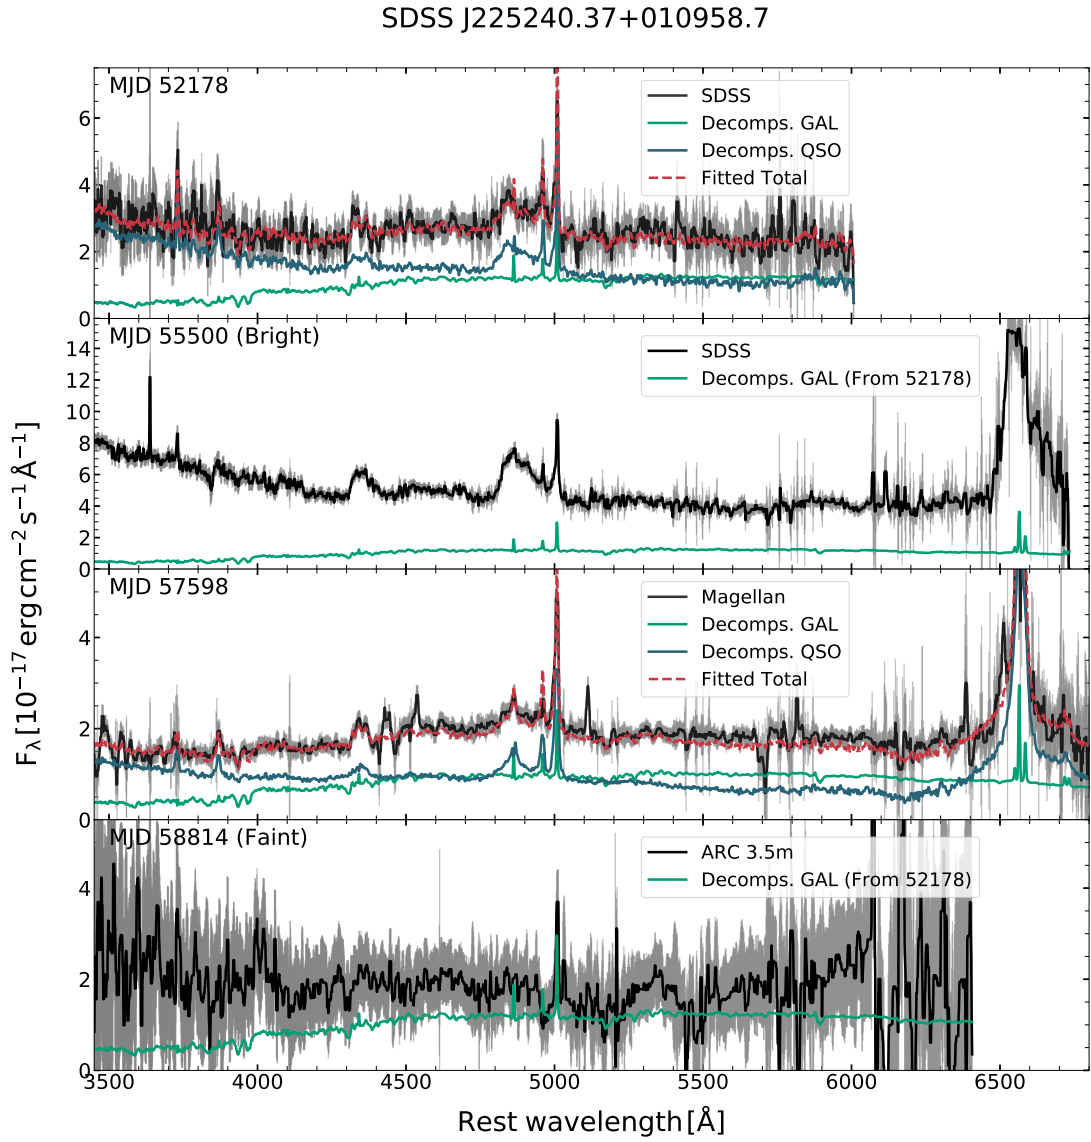 SDSS J225240.37+010958.7
MJD 52178
SDSS
Decomps. GAL
Decomps. QSO
Fitted Total
6
4
2
0
MJD 55500 (Bright)
SDSS
Decomps. GAL (From 52178)
14
12
10
8
6
4
2
0
MJD 57598
Magellan
Decomps. GAL
Decomps. QSO
Fitted Total
4
2
0
MJD 58814 (Faint)
ARC 3.5m
Decomps. GAL (From 52178)
4
2
0
3500 4000 4500 5000 5500 6000 6500
Rest wavelength [Å]
Fλ [10⁻¹⁷ erg cm⁻² s⁻¹ Å⁻¹]